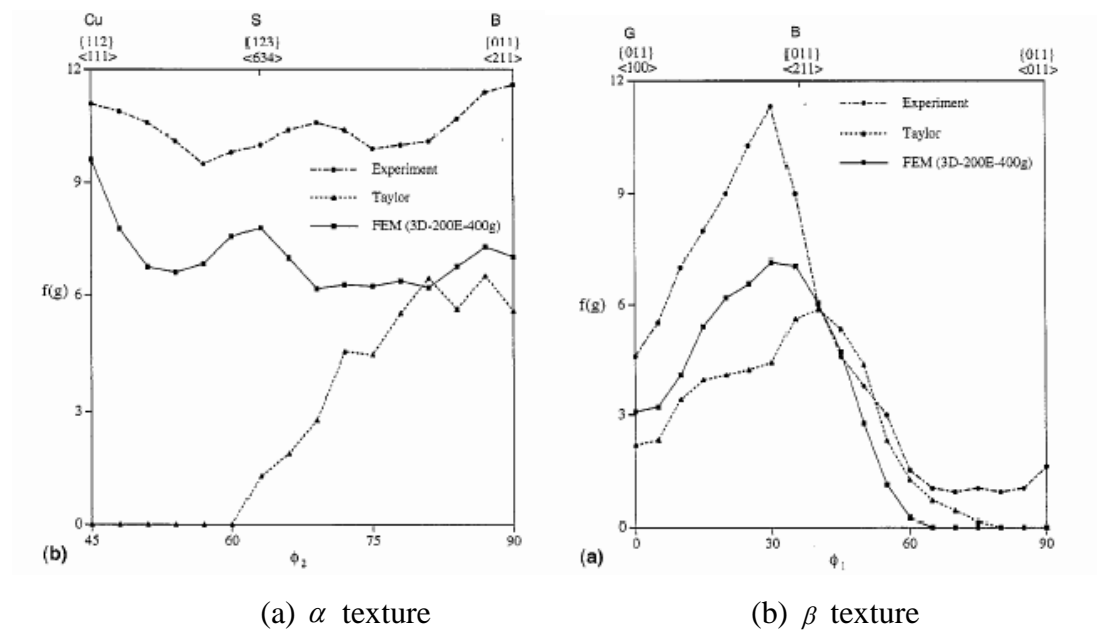 Cu S B
{112} {123} {011}
<111> <634> <211>
12
9
f(g)
6
3
0
Experiment
Taylor
FEM (3D-200E-400g)
45 60 75 90
(b) ϕ2
G B
{011} {011} {011}
<100> <211> <011>
12
9
f(g)
6
3
0
Experiment
Taylor
FEM (3D-200E-400g)
0 30 60 90
(a) ϕ1
(a) α texture (b) β texture